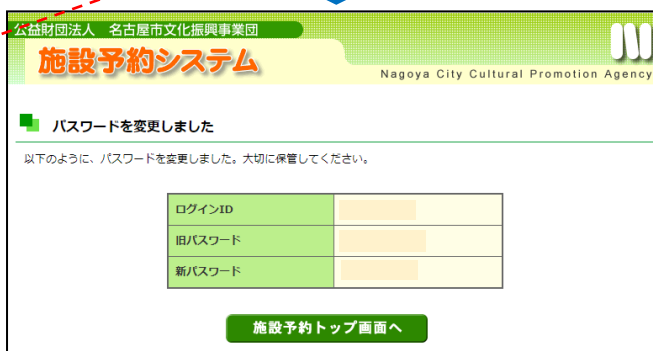 公益財団法人 名古屋市文化振興事業団
施設予約システム
Nagoya City Cultural Promotion Agency
パスワードを変更しました
以下のように、パスワードを変更しました。大切に保管してください。
ログインID
旧パスワード
新パスワード
施設予約トップ画面へ